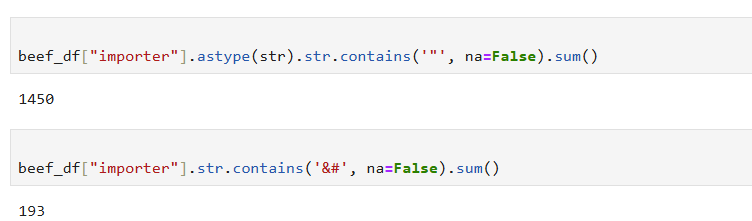 beef_df["importer"].astype(str).str.contains('"', na=False).sum()
1450
beef_df["importer"].str.contains('&#', na=False).sum()
193